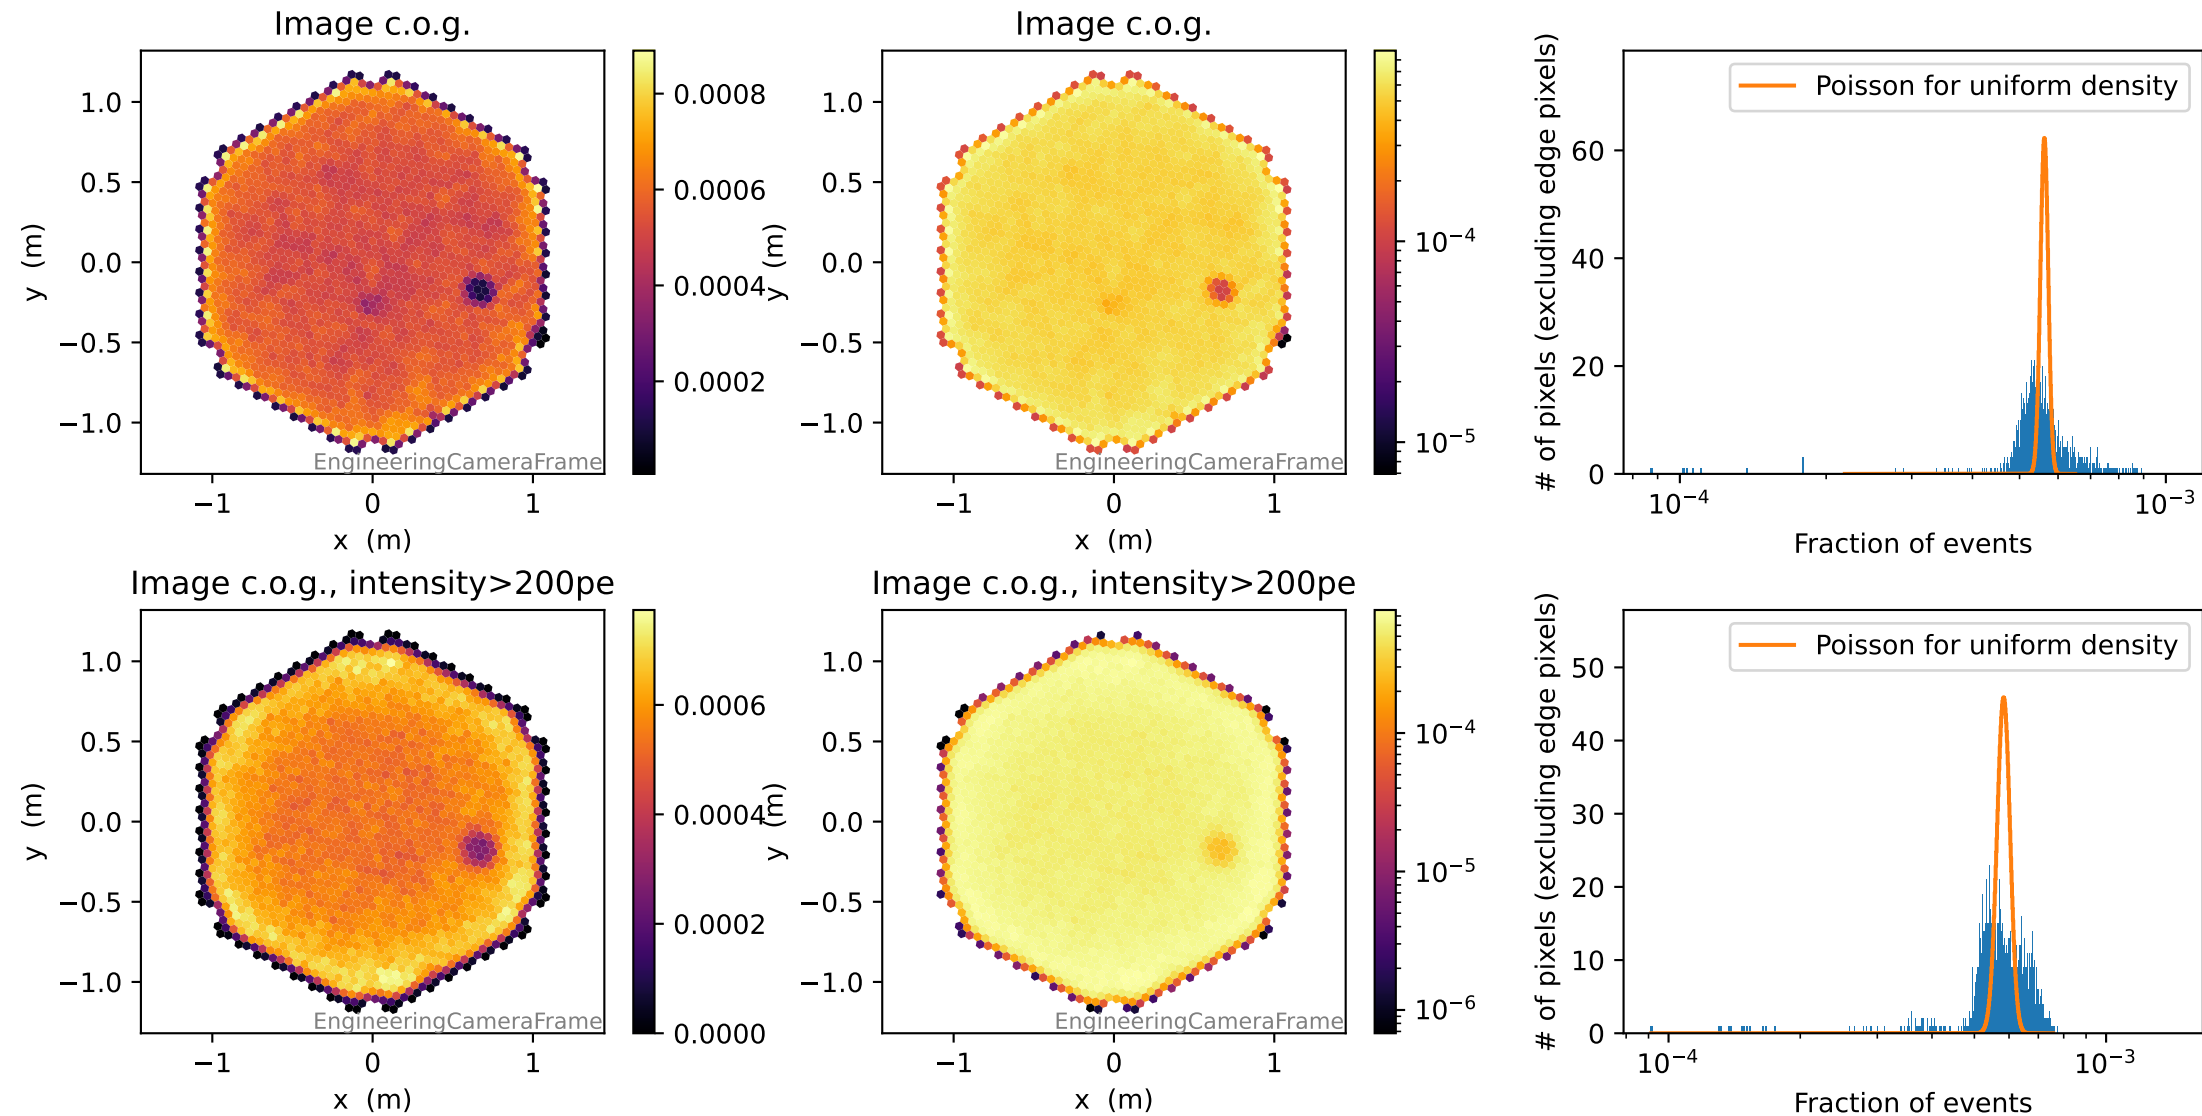 Image c.o.g.
1.0
0.5
0.0
−0.5
−1.0
y (m)
−1
0
1
x (m)
EngineeringCameraFrame
0.0008
0.0006
0.0004
0.0002
Image c.o.g.
1.0
0.5
0.0
−0.5
−1.0
y (m)
−1
0
1
x (m)
EngineeringCameraFrame
10⁻⁴
10⁻⁵
# of pixels (excluding edge pixels)
60
40
20
0
Poisson for uniform density
10⁻⁴
10⁻³
Fraction of events
Image c.o.g., intensity>200pe
1.0
0.5
0.0
−0.5
−1.0
y (m)
−1
0
1
x (m)
EngineeringCameraFrame
0.0006
0.0004
0.0002
0.0000
Image c.o.g., intensity>200pe
1.0
0.5
0.0
−0.5
−1.0
y (m)
−1
0
1
x (m)
EngineeringCameraFrame
10⁻⁴
10⁻⁵
10⁻⁶
# of pixels (excluding edge pixels)
50
40
30
20
10
0
Poisson for uniform density
10⁻⁴
10⁻³
Fraction of events